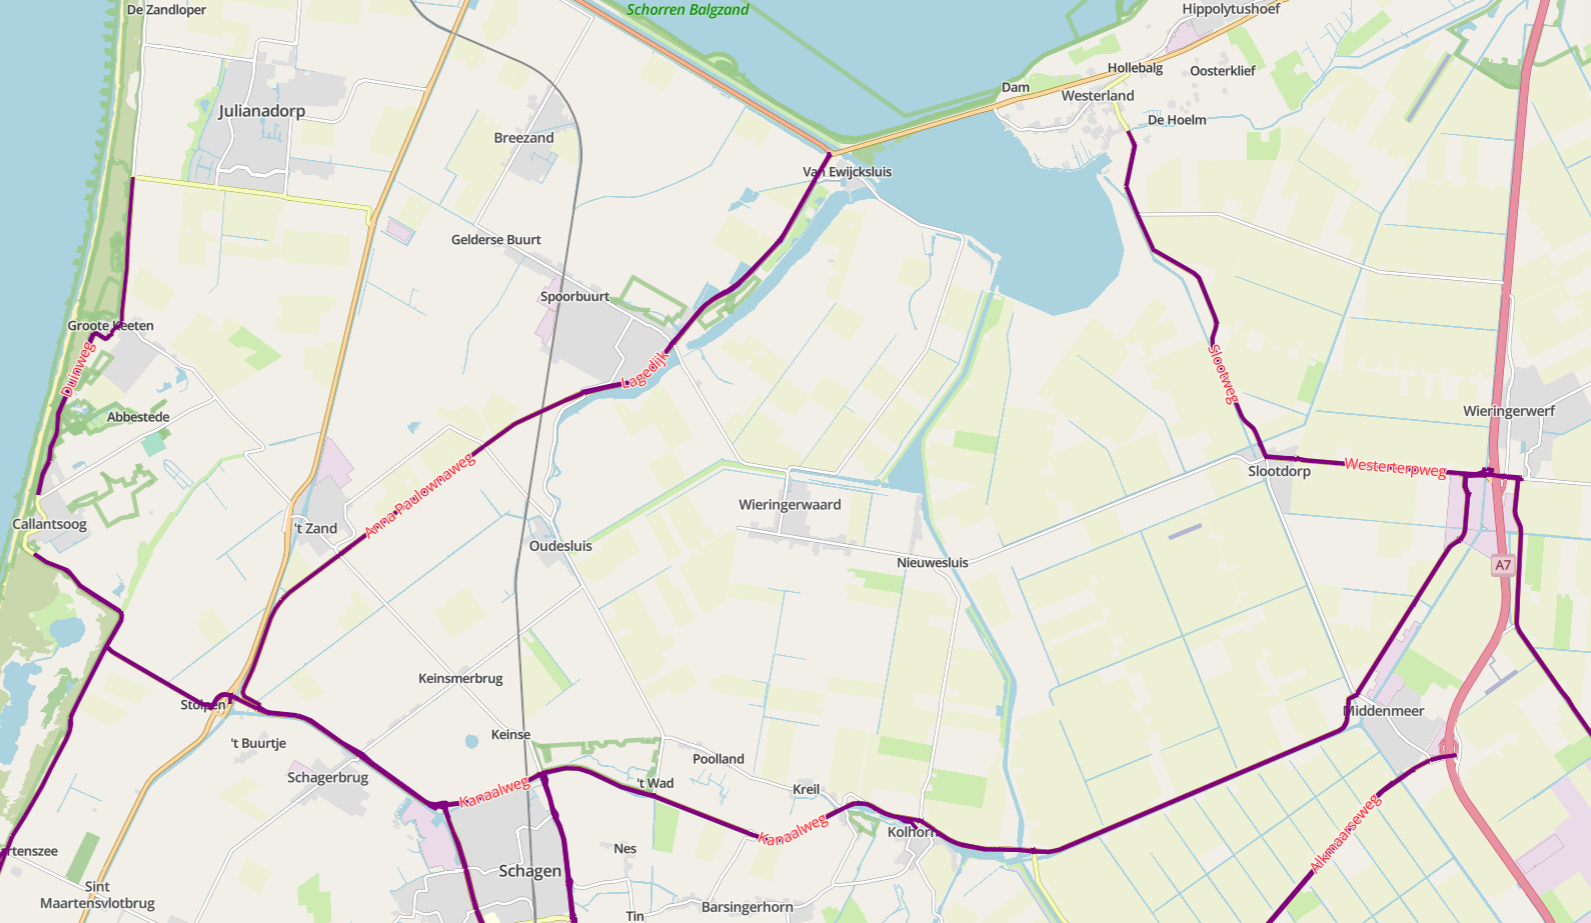 De Zandloper
Schorren Balgzand
Hippolytushoef
Hollebalg
Oosterklief
Dam
Westerland
Julianadorp
De Hoelm
Breezand
Van Ewijcksluis
Gelderse Buurt
Spoorbuurt
Groote Keeten
Duinweg
Lagedijk
Slootweg
Abbestede
Wieringerwerf
Anna Paulownaweg
Westerterpweg
Slootdorp
Callantsoog
't Zand
Wieringerwaard
Oudesluis
Nieuwesluis
A7
Keinsmerbrug
Stolpen
Middenmeer
't Buurtje
Keinse
Poolland
Schagerbrug
't Wad
Kanaalweg
Kreil
Kanaalweg
Kolhorn
Alkmaarseweg
rtenszee
Nes
Schagen
Sint
Maartensvlotbrug
Tin
Barsingerhorn